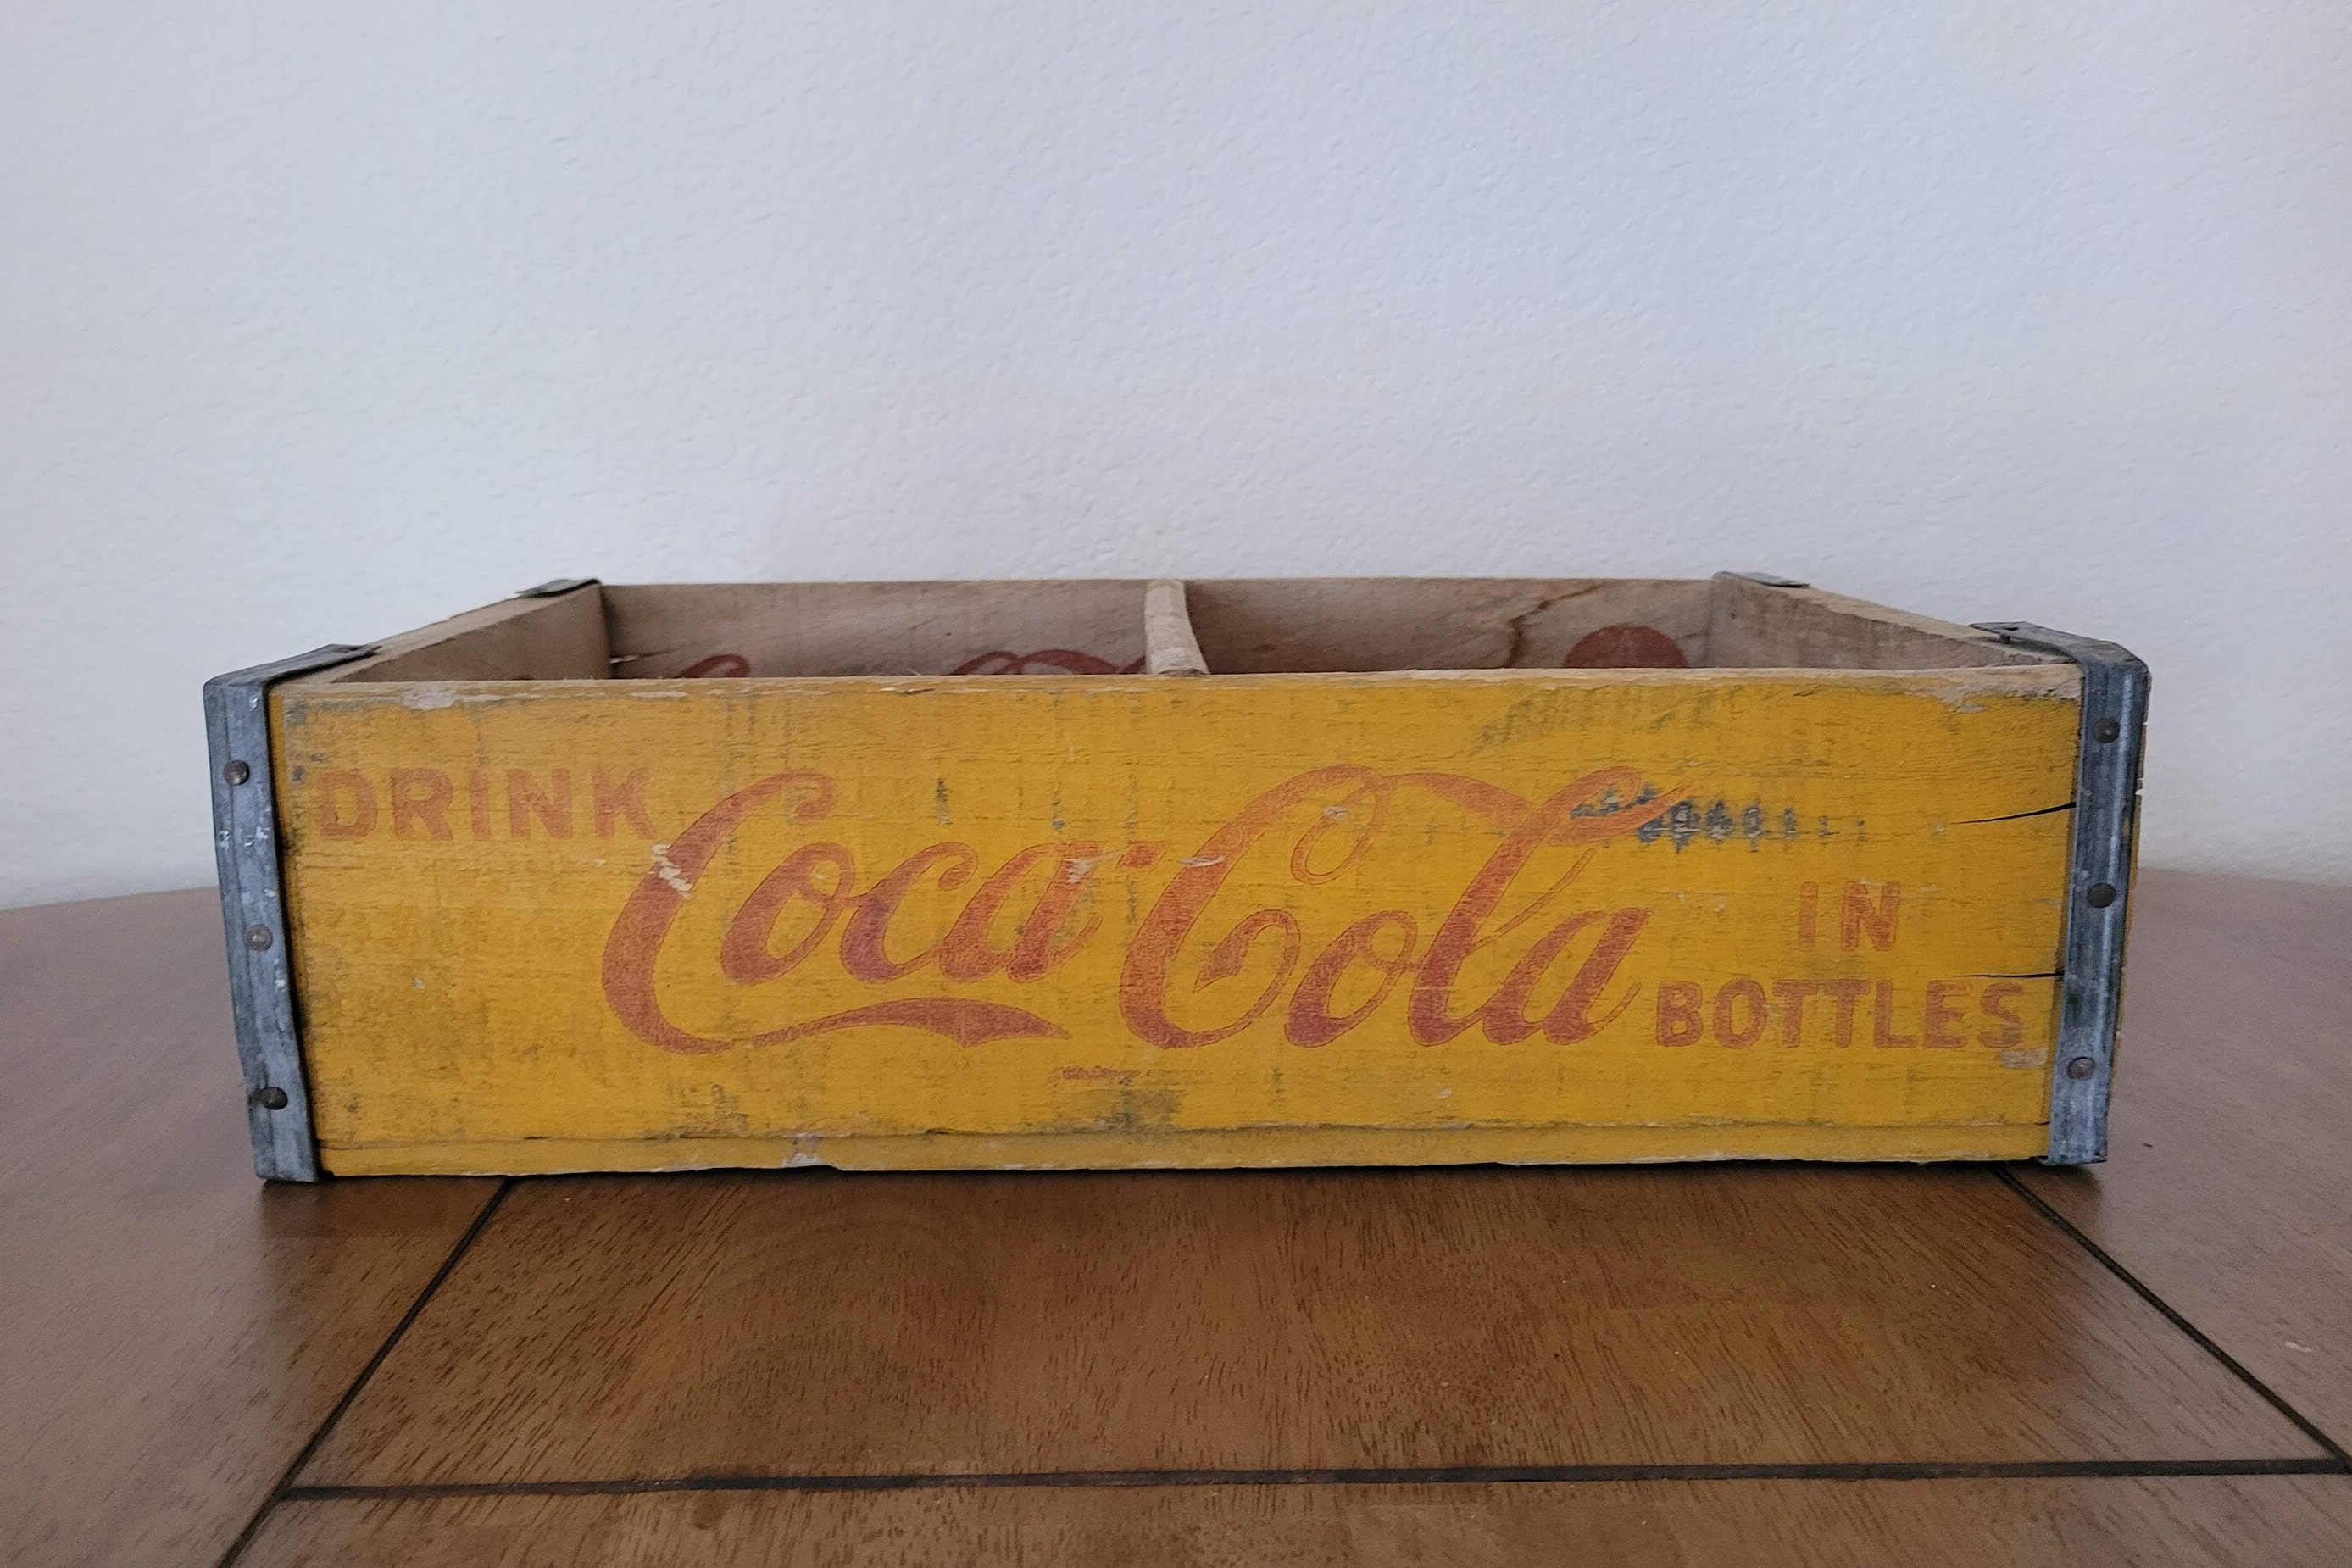 DRINK Coca-Cola IN
BOTTLES